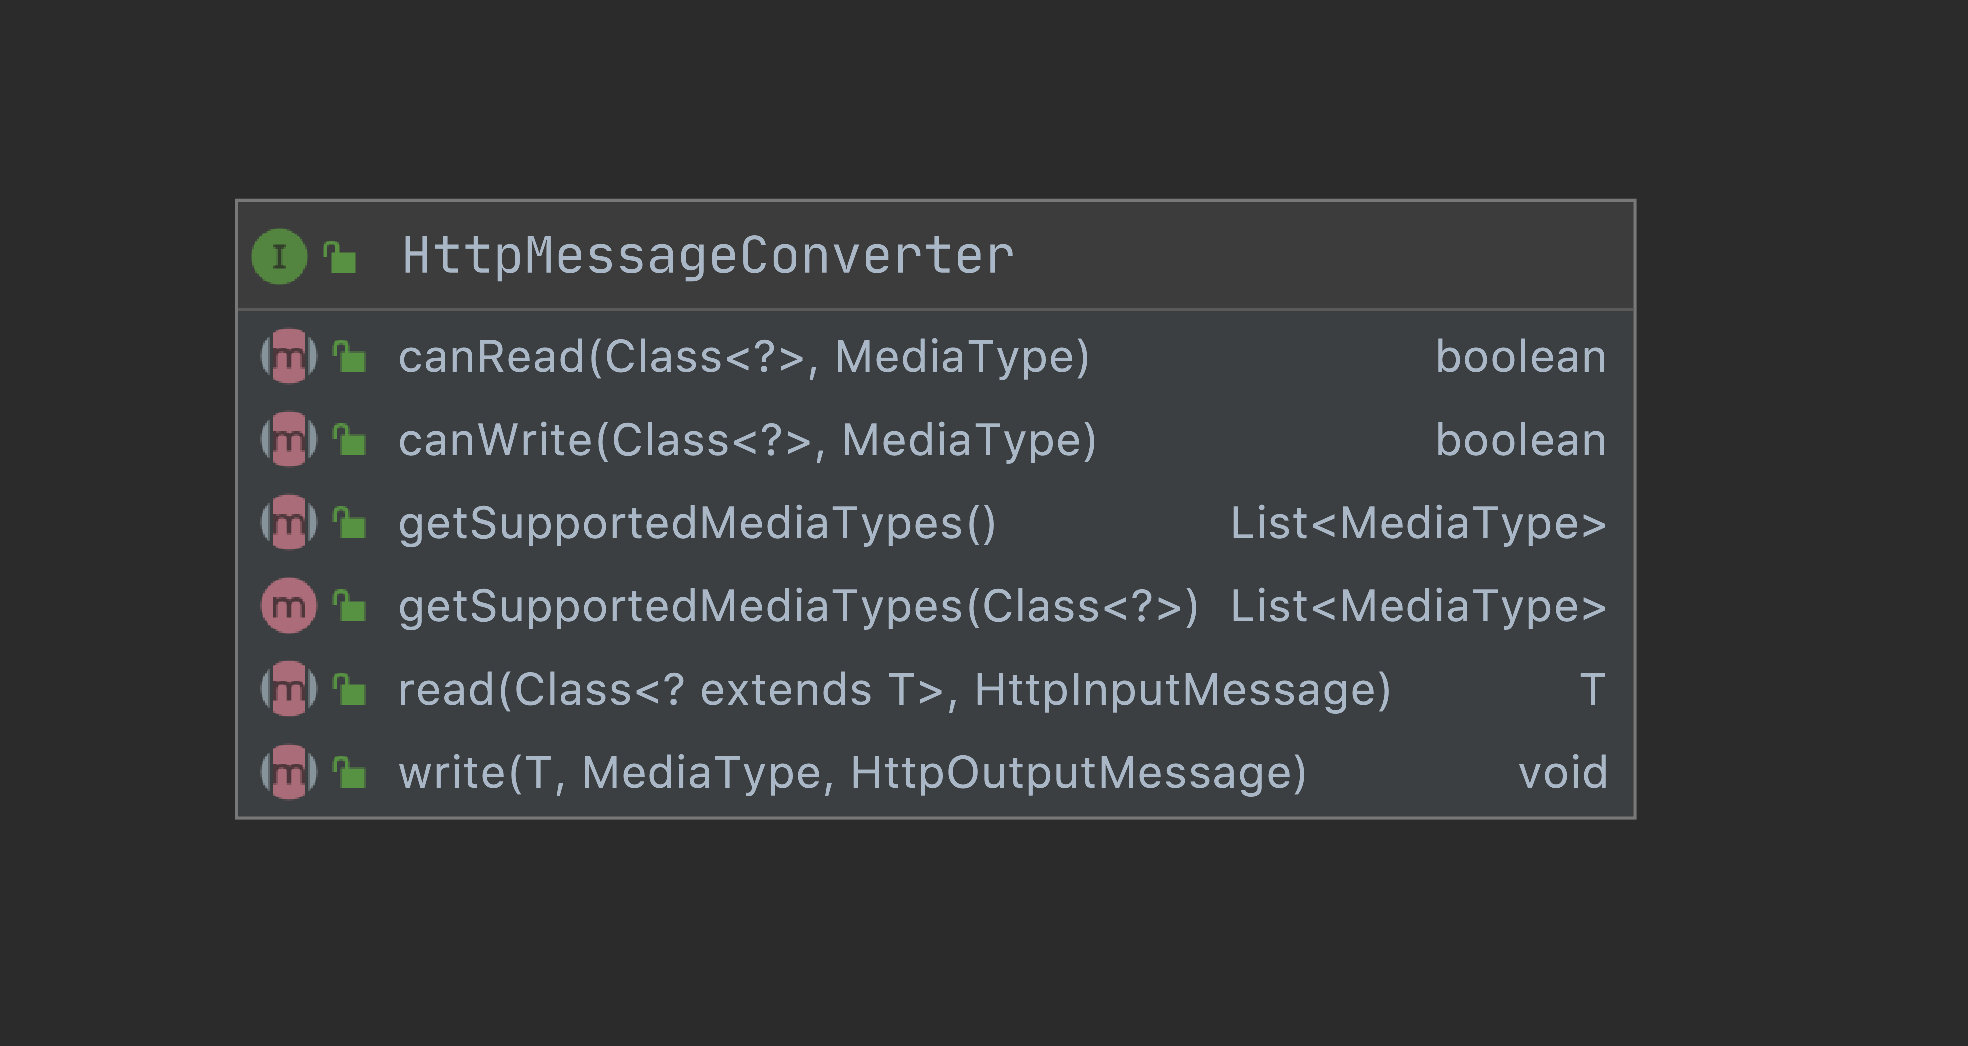 I HttpMessageConverter
m canRead(Class<?>, MediaType) boolean
m canWrite(Class<?>, MediaType) boolean
m getSupportedMediaTypes() List<MediaType>
m getSupportedMediaTypes(Class<?>) List<MediaType>
m read(Class<? extends T>, HttpInputMessage) T
m write(T, MediaType, HttpOutputMessage) void